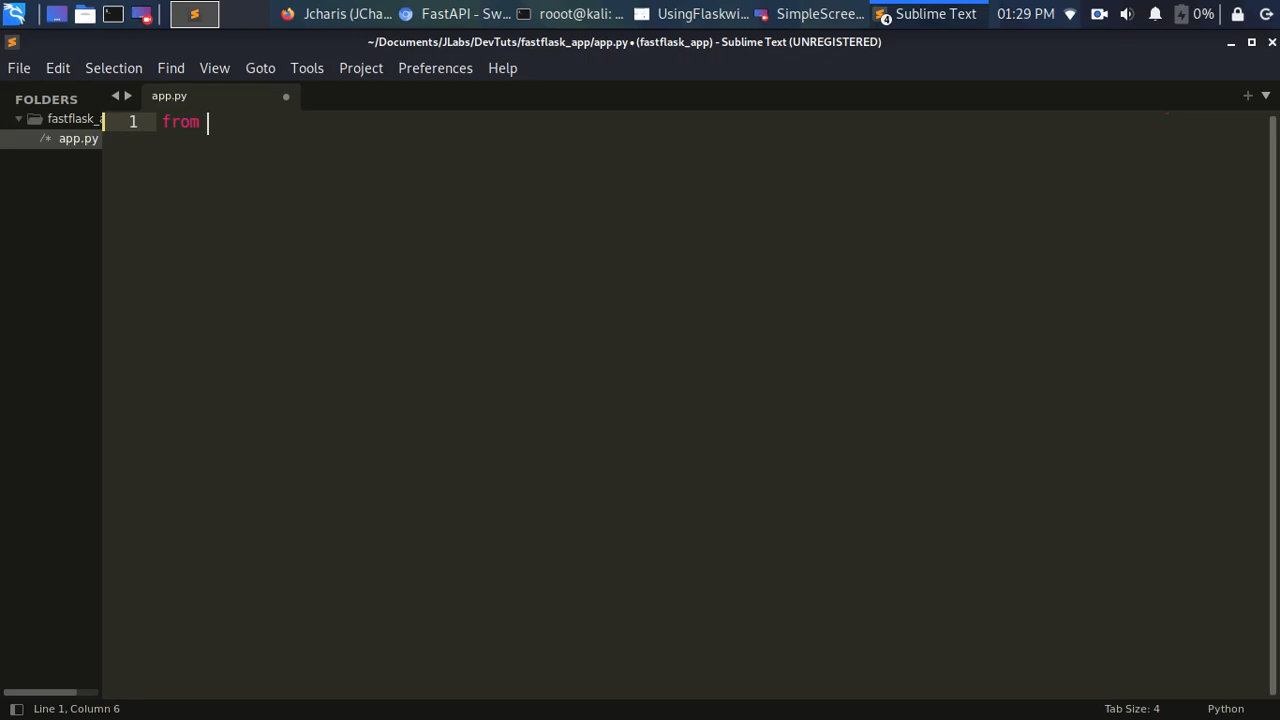 Jcharis (JCha...
FastAPI - Sw...
rooot@kali: ...
UsingFlaskwi...
SimpleScree...
4
Sublime Text
01:29 PM
0%
~/Documents/JLabs/DevTuts/fastflask_app/app.py • (fastflask_app) - Sublime Text (UNREGISTERED)
File Edit Selection Find View Goto Tools Project Preferences Help
FOLDERS
fastflask_a
/* app.py
app.py
1 from
Line 1, Column 6
Tab Size: 4
Python